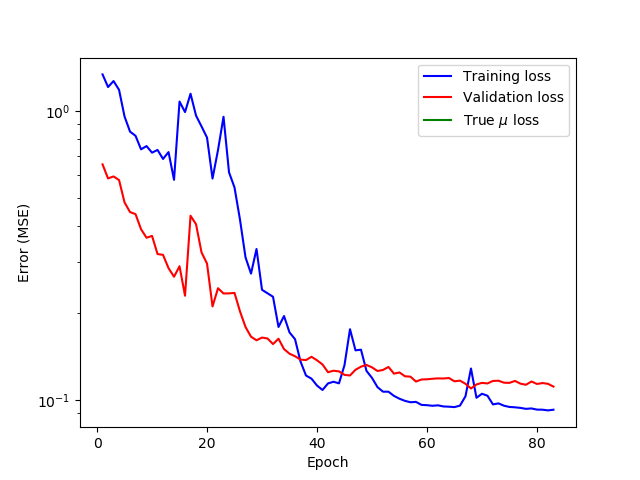 Training loss
Validation loss
True μ loss
10⁰
10⁻¹
Error (MSE)
0 20 40 60 80
Epoch